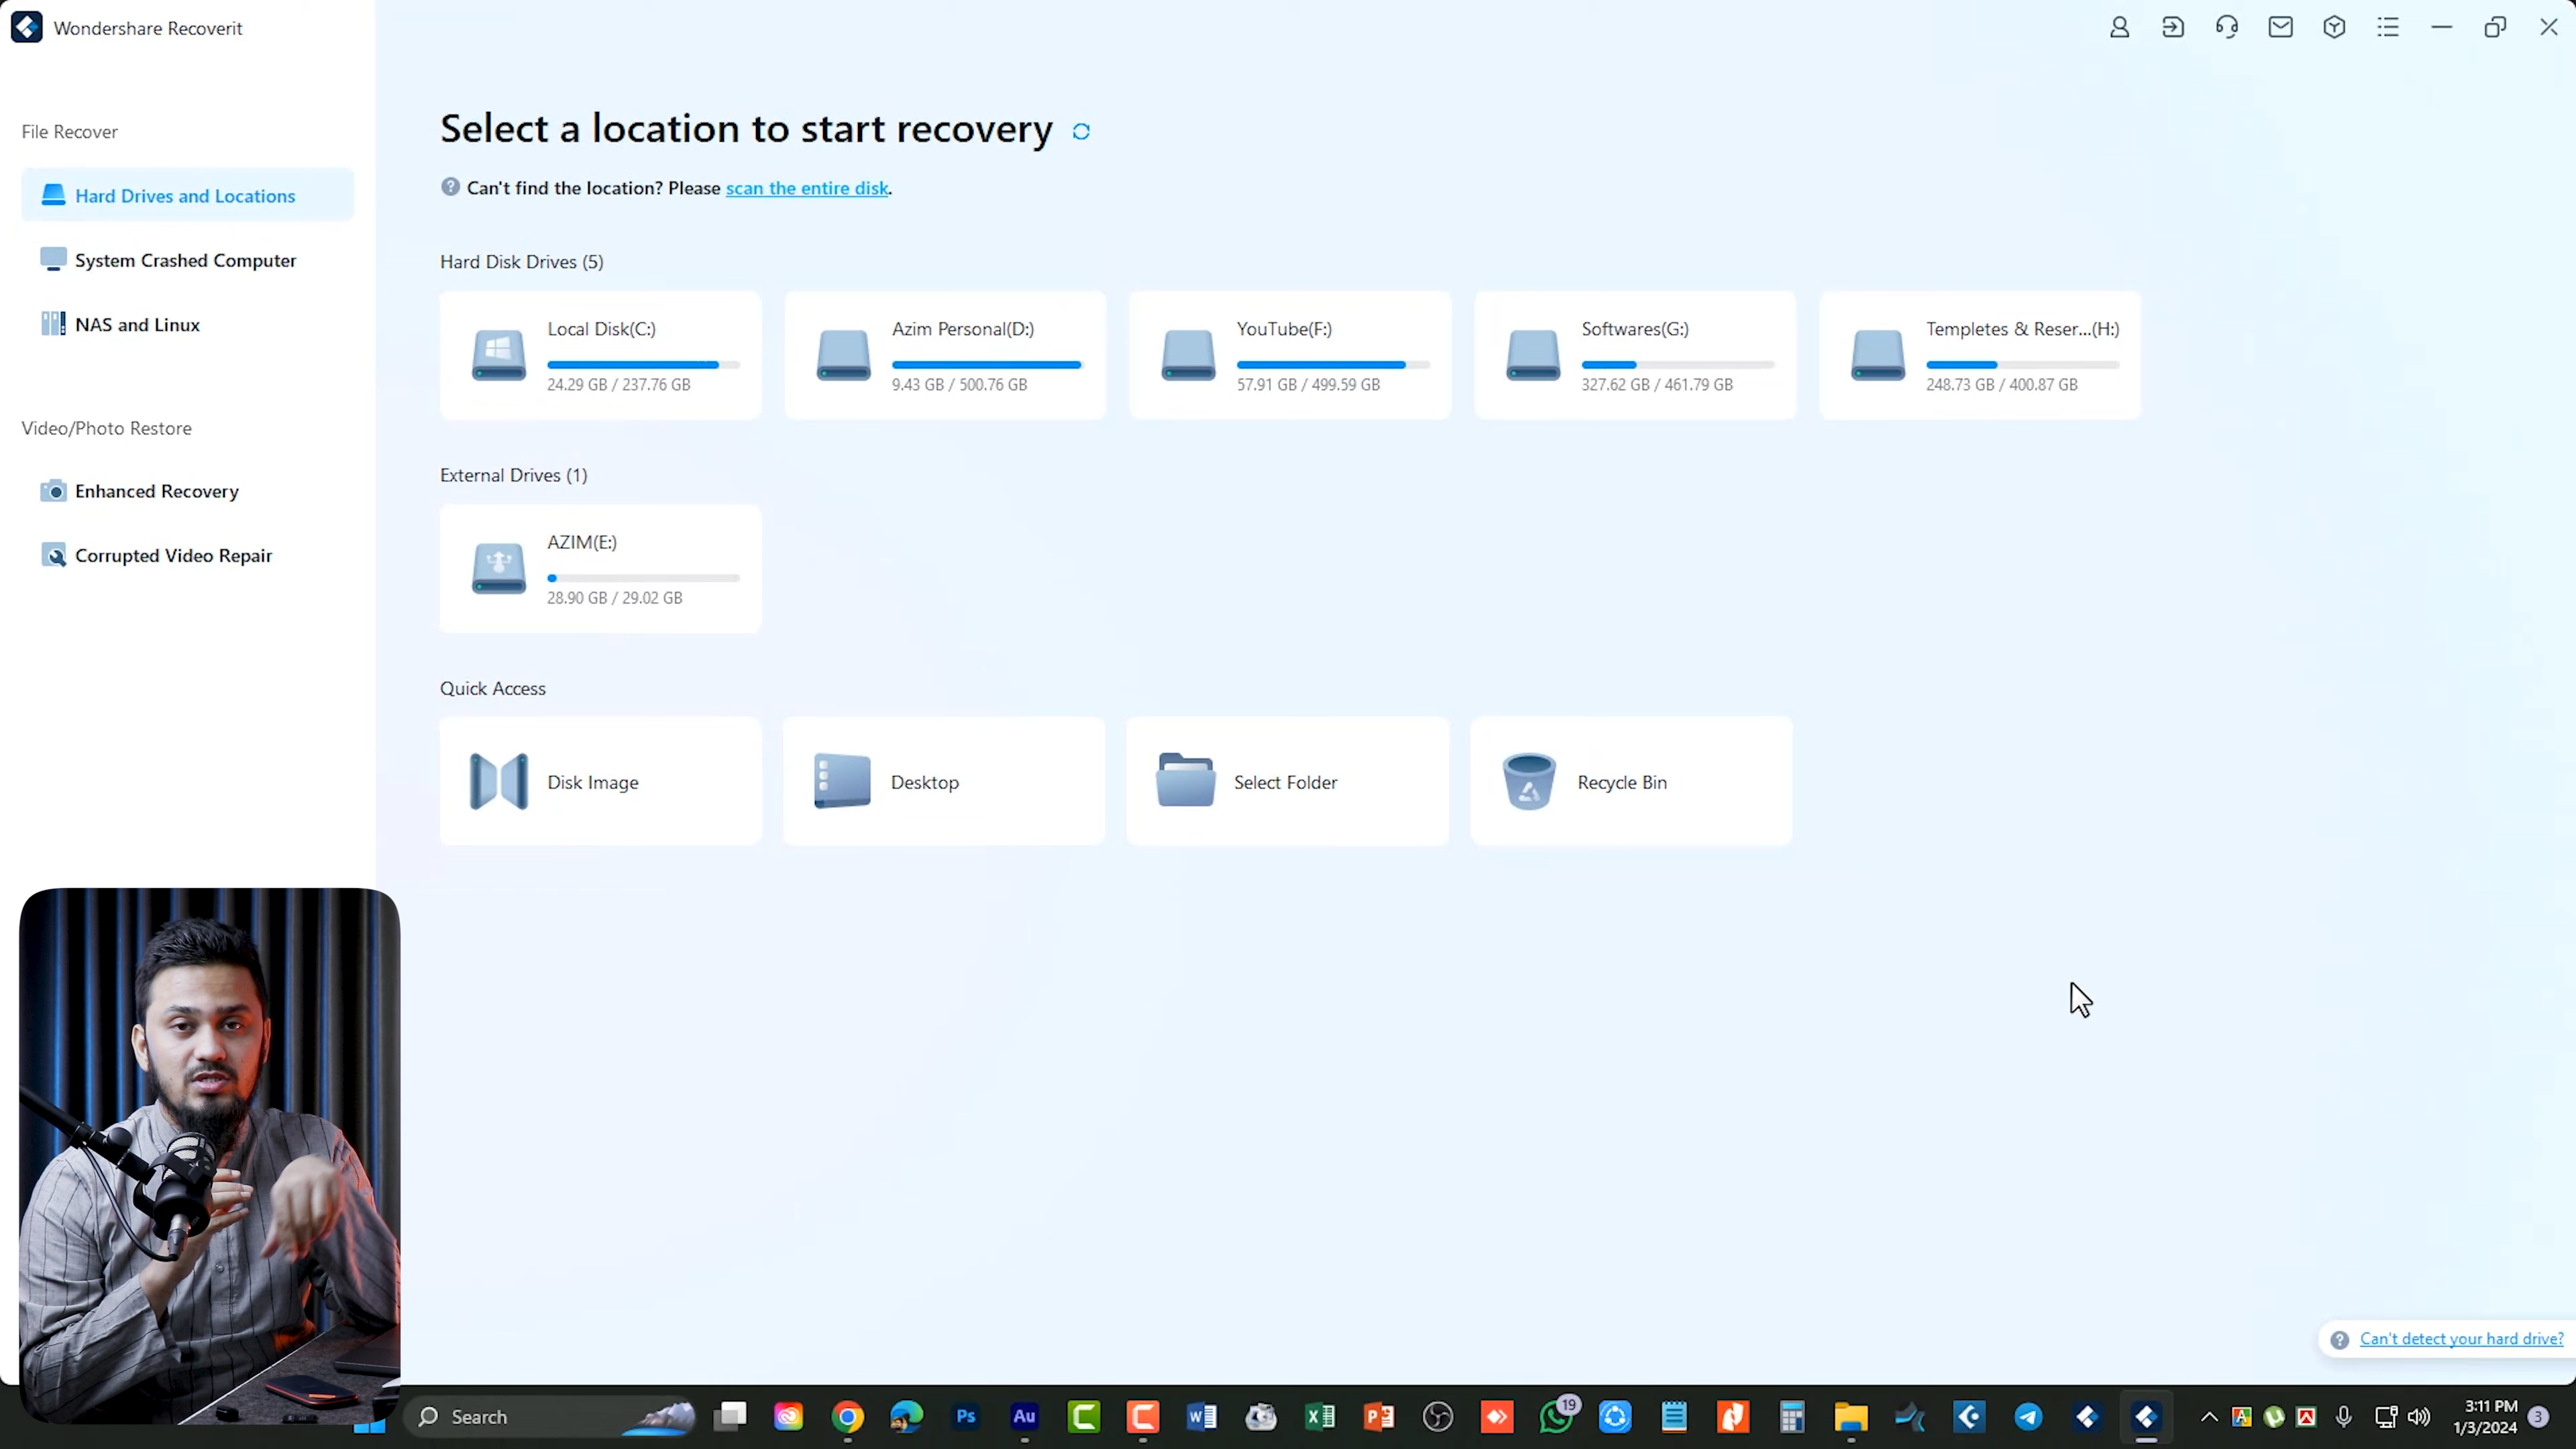 Wondershare Recoverit
File Recover
Hard Drives and Locations
System Crashed Computer
NAS and Linux
Video/Photo Restore
Enhanced Recovery
Corrupted Video Repair
Select a location to start recovery
Can't find the location? Please scan the entire disk.
Hard Disk Drives (5)
Local Disk(C:)
24.29 GB / 237.76 GB
Azim Personal(D:)
9.43 GB / 500.76 GB
YouTube(F:)
57.91 GB / 499.59 GB
Softwares(G:)
327.62 GB / 461.79 GB
Templetes & Reser...(H:)
248.73 GB / 400.87 GB
External Drives (1)
AZIM(E:)
28.90 GB / 29.02 GB
Quick Access
Disk Image
Desktop
Select Folder
Recycle Bin
Can't detect your hard drive?
Search
Ps
Au
19
3:11 PM
1/3/2024
3